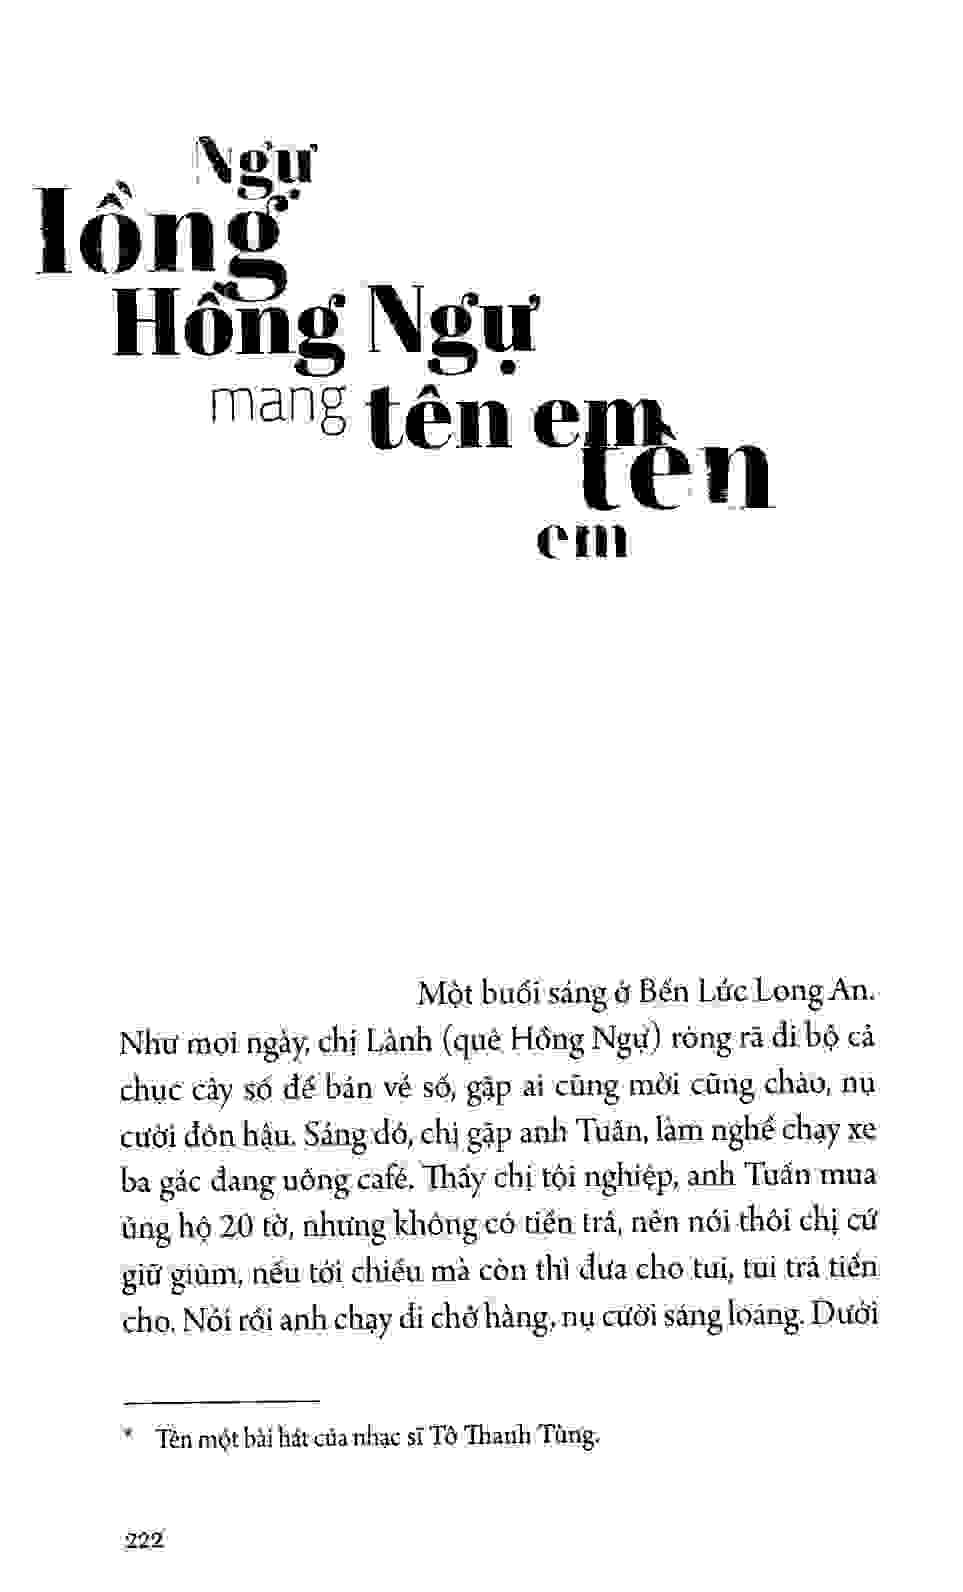 Ngự
lồng
Hồng Ngự
mang tên em
tên
em
Một buổi sáng ở Bến Lức Long An.
Như mọi ngày, chị Lành (quê Hồng Ngự) ròng rã đi bộ cả
chục cây số để bán vé số, gặp ai cũng mời cũng chào, nụ
cười đôn hậu. Sáng đó, chị gặp anh Tuấn, làm nghề chạy xe
ba gác đang uống café. Thấy chị tội nghiệp, anh Tuấn mua
ủng hộ 20 tờ, nhưng không có tiền trả, nên nói thôi chị cứ
giữ giùm, nếu tới chiều mà còn thì đưa cho tui, tui trả tiền
cho. Nói rồi anh chạy đi chở hàng, nụ cười sáng loáng. Dưới
* Tên một bài hát của nhạc sĩ Tô Thanh Tùng.
222